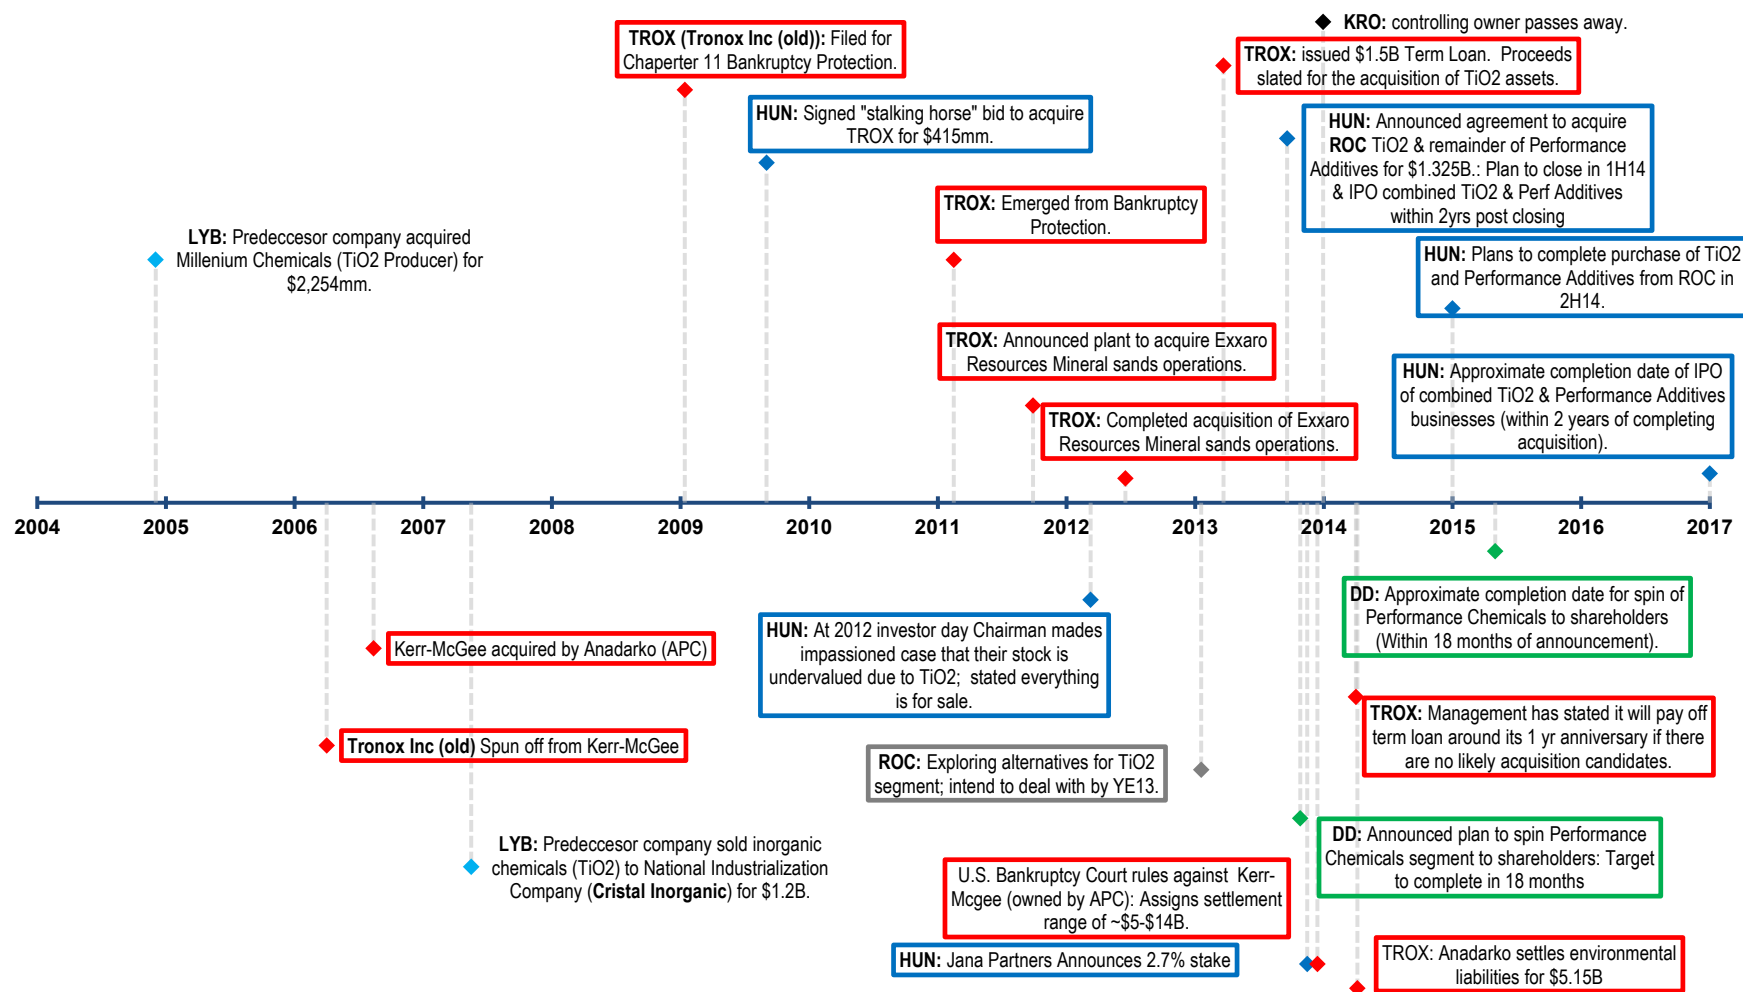 KRO: controlling owner passes away.
TROX (Tronox Inc (old)): Filed for
Chaperter 11 Bankruptcy Protection.
TROX: issued $1.5B Term Loan.  Proceeds
slated for the acquisition of TiO2 assets.
HUN: Signed "stalking horse" bid to acquire
TROX for $415mm.
HUN: Announced agreement to acquire
ROC TiO2 & remainder of Performance
Additives for $1.325B.: Plan to close in 1H14
& IPO combined TiO2 & Perf Additives
within 2yrs post closing
TROX: Emerged from Bankruptcy
Protection.
LYB: Predeccesor company acquired
Millenium Chemicals (TiO2 Producer) for
$2,254mm.
HUN: Plans to complete purchase of TiO2
and Performance Additives from ROC in
2H14.
TROX: Announced plant to acquire Exxaro
Resources Mineral sands operations.
HUN: Approximate completion date of IPO
of combined TiO2 & Performance Additives
businesses (within 2 years of completing
acquisition).
TROX: Completed acquisition of Exxaro
Resources Mineral sands operations.
2004 2005 2006 2007 2008 2009 2010 2011 2012 2013 2014 2015 2016 2017
DD: Approximate completion date for spin of
Performance Chemicals to shareholders
(Within 18 months of announcement).
Kerr-McGee acquired by Anadarko (APC)
HUN: At 2012 investor day Chairman mades
impassioned case that their stock is
undervalued due to TiO2;  stated everything
is for sale.
TROX: Management has stated it will pay off
term loan around its 1 yr anniversary if there
are no likely acquisition candidates.
Tronox Inc (old) Spun off from Kerr-McGee
ROC: Exploring alternatives for TiO2
segment; intend to deal with by YE13.
DD: Announced plan to spin Performance
Chemicals segment to shareholders: Target
to complete in 18 months
LYB: Predeccesor company sold inorganic
chemicals (TiO2) to National Industrialization
Company (Cristal Inorganic) for $1.2B.
U.S. Bankruptcy Court rules against  Kerr-
Mcgee (owned by APC): Assigns settlement
range of ~$5-$14B.
HUN: Jana Partners Announces 2.7% stake
TROX: Anadarko settles environmental
liabilities for $5.15B